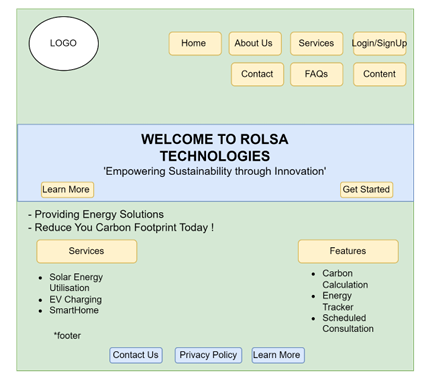 LOGO
Home
About Us
Services
Login/SignUp
Contact
FAQs
Content
WELCOME TO ROLSA
TECHNOLOGIES
'Empowering Sustainability through Innovation'
Learn More
Get Started
- Providing Energy Solutions
- Reduce You Carbon Footprint Today !
Services
• Solar Energy
Utilisation
• EV Charging
• SmartHome
Features
• Carbon
Calculation
• Energy
Tracker
• Scheduled
Consultation
*footer
Contact Us
Privacy Policy
Learn More